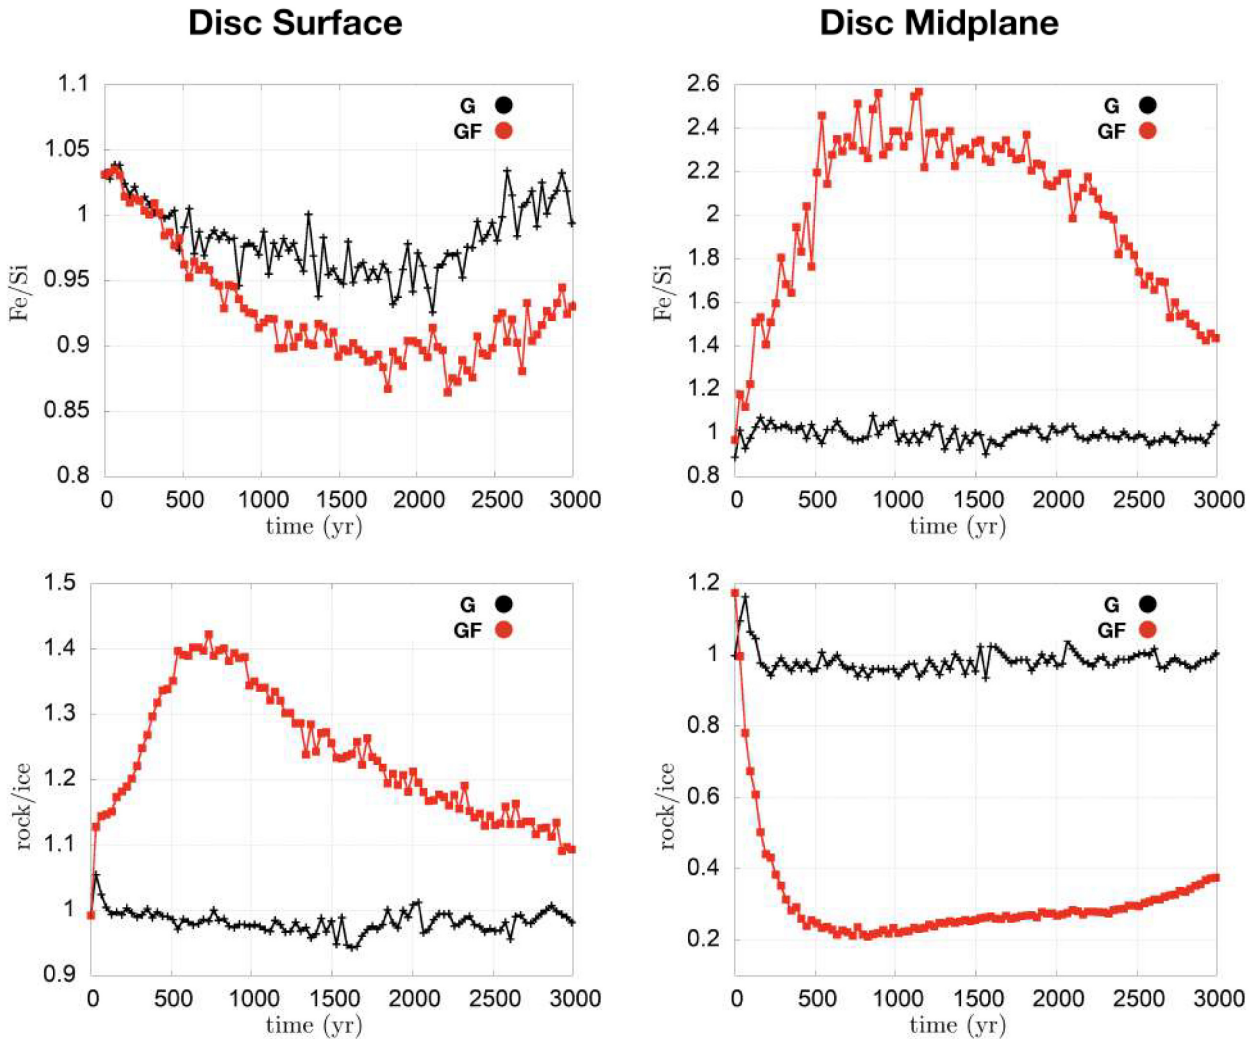 Disc Surface
Disc Midplane
1.1
1.05
1
0.95
0.9
0.85
0.8
Fe/Si
G
GF
0 500 1000 1500 2000 2500 3000
time (yr)
2.6
2.4
2.2
2
1.8
1.6
1.4
1.2
1
0.8
Fe/Si
G
GF
0 500 1000 1500 2000 2500 3000
time (yr)
1.5
1.4
1.3
1.2
1.1
1
0.9
rock/ice
G
GF
0 500 1000 1500 2000 2500 3000
time (yr)
1.2
1
0.8
0.6
0.4
0.2
rock/ice
G
GF
0 500 1000 1500 2000 2500 3000
time (yr)